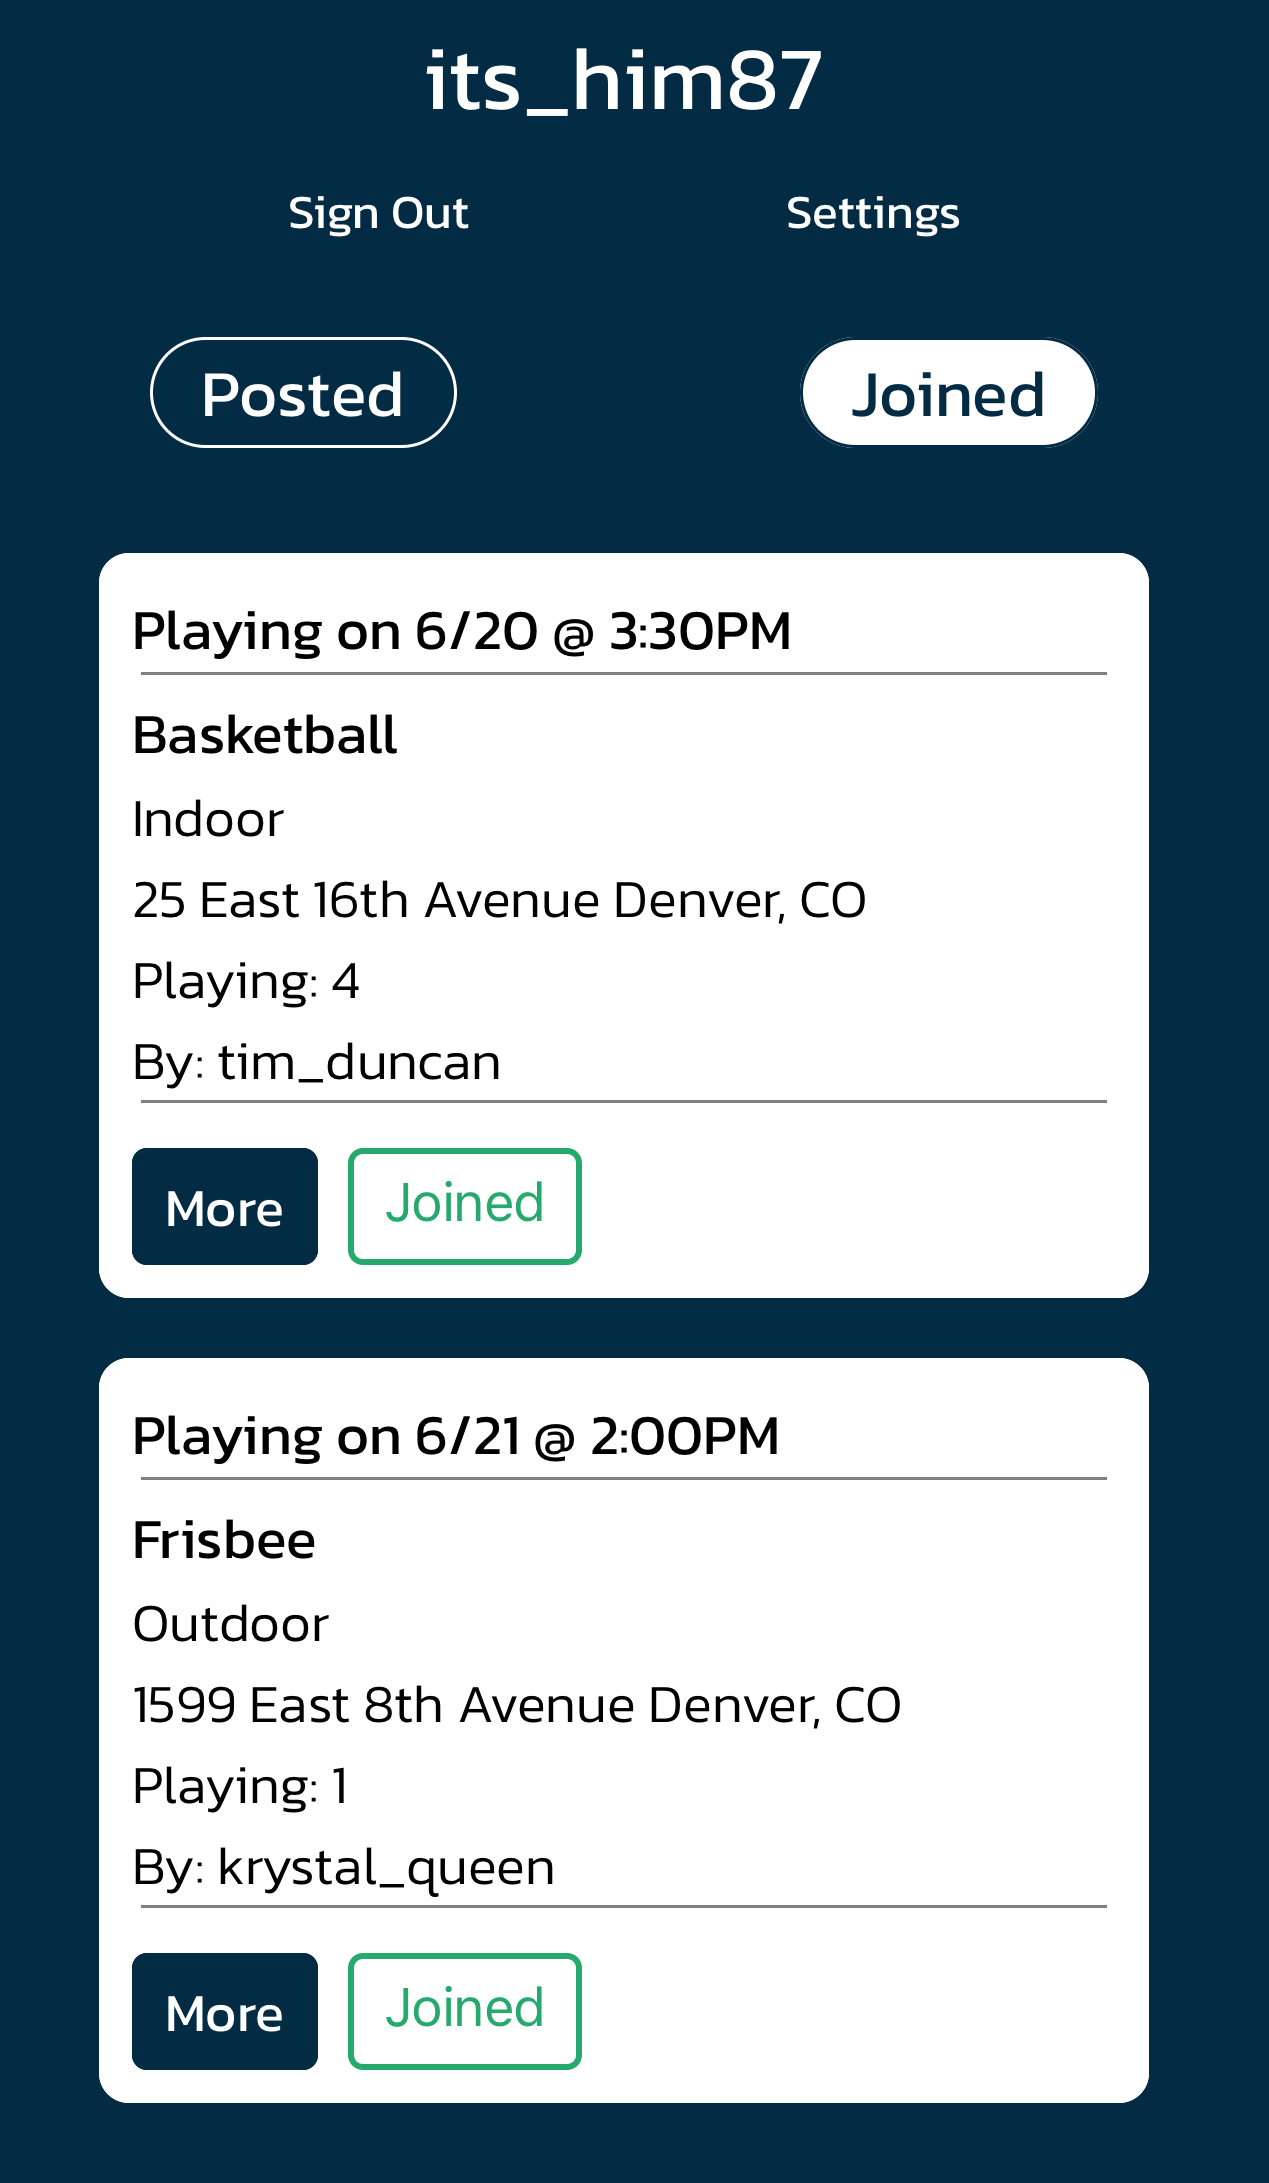 its_him87
Sign Out Settings
Posted Joined
Playing on 6/20 @ 3:30PM
Basketball
Indoor
25 East 16th Avenue Denver, CO
Playing: 4
By: tim_duncan
More Joined
Playing on 6/21 @ 2:00PM
Frisbee
Outdoor
1599 East 8th Avenue Denver, CO
Playing: 1
By: krystal_queen
More Joined